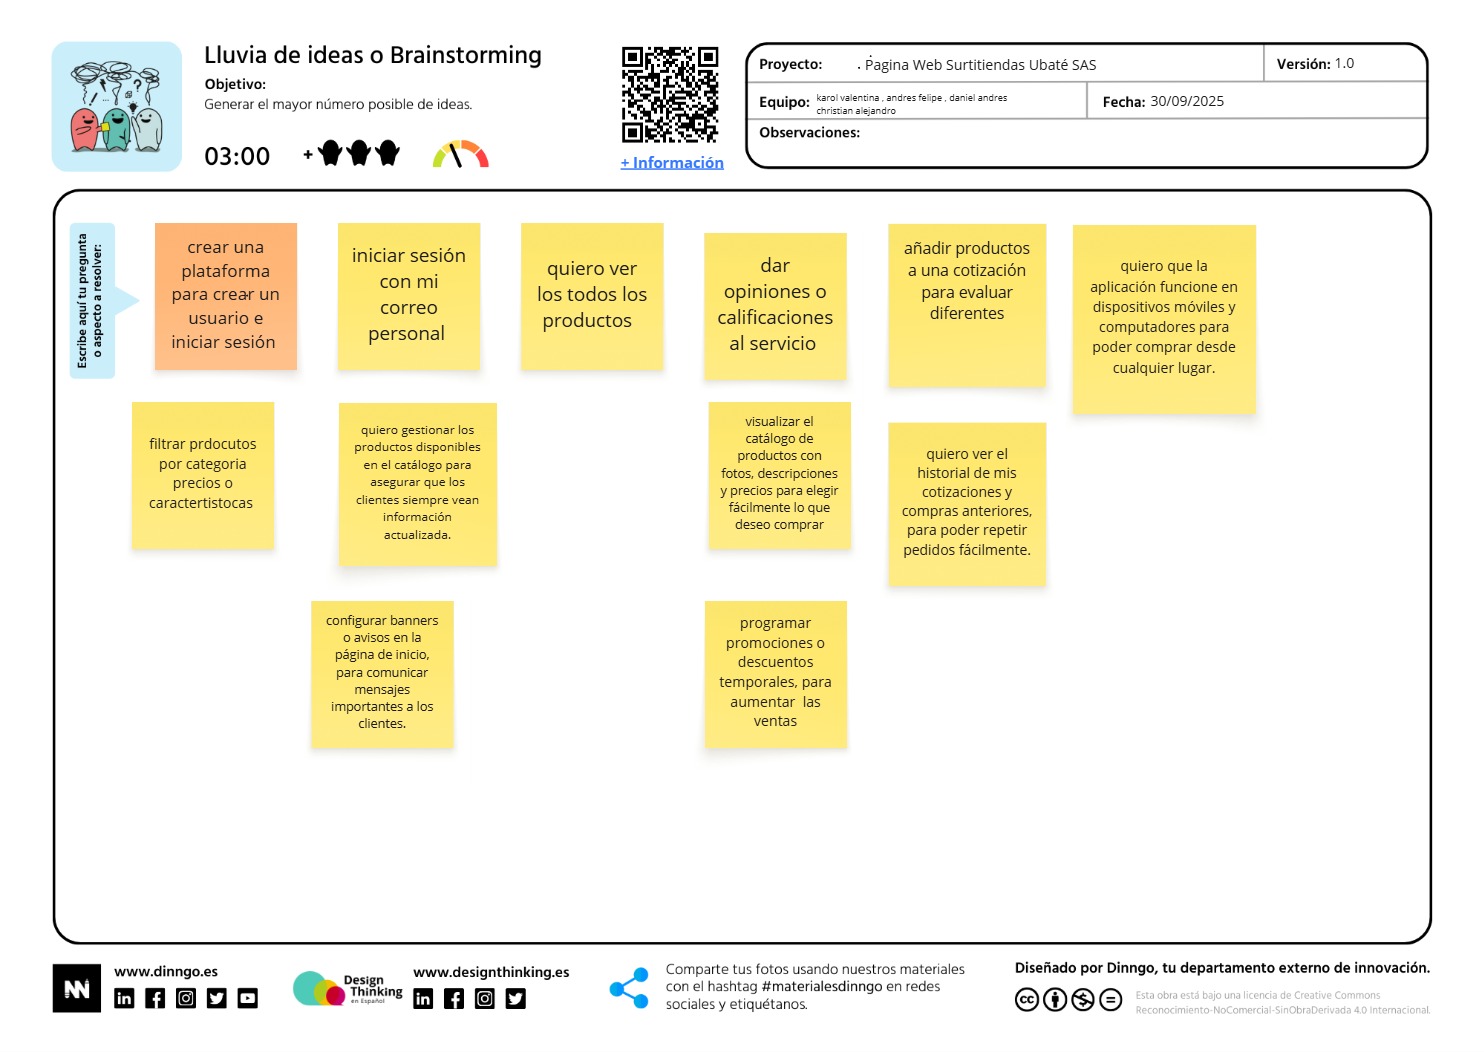 Lluvia de ideas o Brainstorming
Objetivo:
Generar el mayor número posible de ideas.
03:00
+
+ Información
Proyecto: . Pagina Web Surtitiendas Ubaté SAS
Versión: 1.0
Equipo: karol valentina , andres felipe , daniel andres
christian alejandro
Fecha: 30/09/2025
Observaciones:
Escribe aquí tu pregunta
o aspecto a resolver:
crear una
plataforma
para crear un
usuario e
iniciar sesión
iniciar sesión
con mi
correo
personal
quiero ver
los todos los
productos
dar
opiniones o
calificaciones
al servicio
añadir productos
a una cotización
para evaluar
diferentes
quiero que la
aplicación funcione en
dispositivos móviles y
computadores para
poder comprar desde
cualquier lugar.
filtrar prdocutos
por categoria
precios o
caractertistocas
quiero gestionar los
productos disponibles
en el catálogo para
asegurar que los
clientes siempre vean
información
actualizada.
visualizar el
catálogo de
productos con
fotos, descripciones
y precios para elegir
fácilmente lo que
deseo comprar
quiero ver el
historial de mis
cotizaciones y
compras anteriores,
para poder repetir
pedidos fácilmente.
configurar banners
o avisos en la
página de inicio,
para comunicar
mensajes
importantes a los
clientes.
programar
promociones o
descuentos
temporales, para
aumentar  las
ventas
www.dinngo.es
Design
Thinking
en Español
www.designthinking.es
Comparte tus fotos usando nuestros materiales
con el hashtag #materialesdinngo en redes
sociales y etiquétanos.
Diseñado por Dinngo, tu departamento externo de innovación.
Esta obra está bajo una licencia de Creative Commons
Reconocimiento-NoComercial-SinObraDerivada 4.0 Internacional.